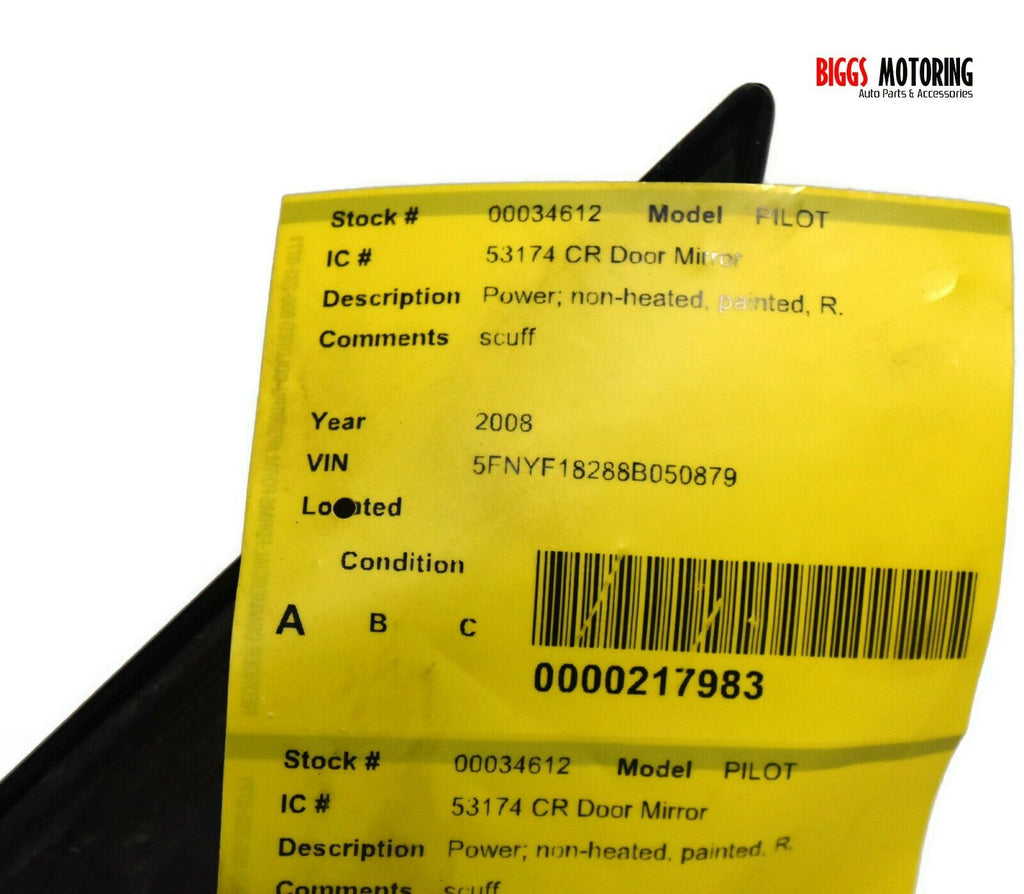 BIGGS MOTORING
Auto Parts & Accessories
Stock # 00034612 Model PILOT
IC # 53174 CR Door Mirror
Description Power; non-heated, painted, R.
Comments scuff
Year 2008
VIN 5FNYF18288B050879
Located
Condition
A B C
0000217983
Stock # 00034612 Model PILOT
IC # 53174 CR Door Mirror
Description Power; non-heated, painted, R.
Comments scuff